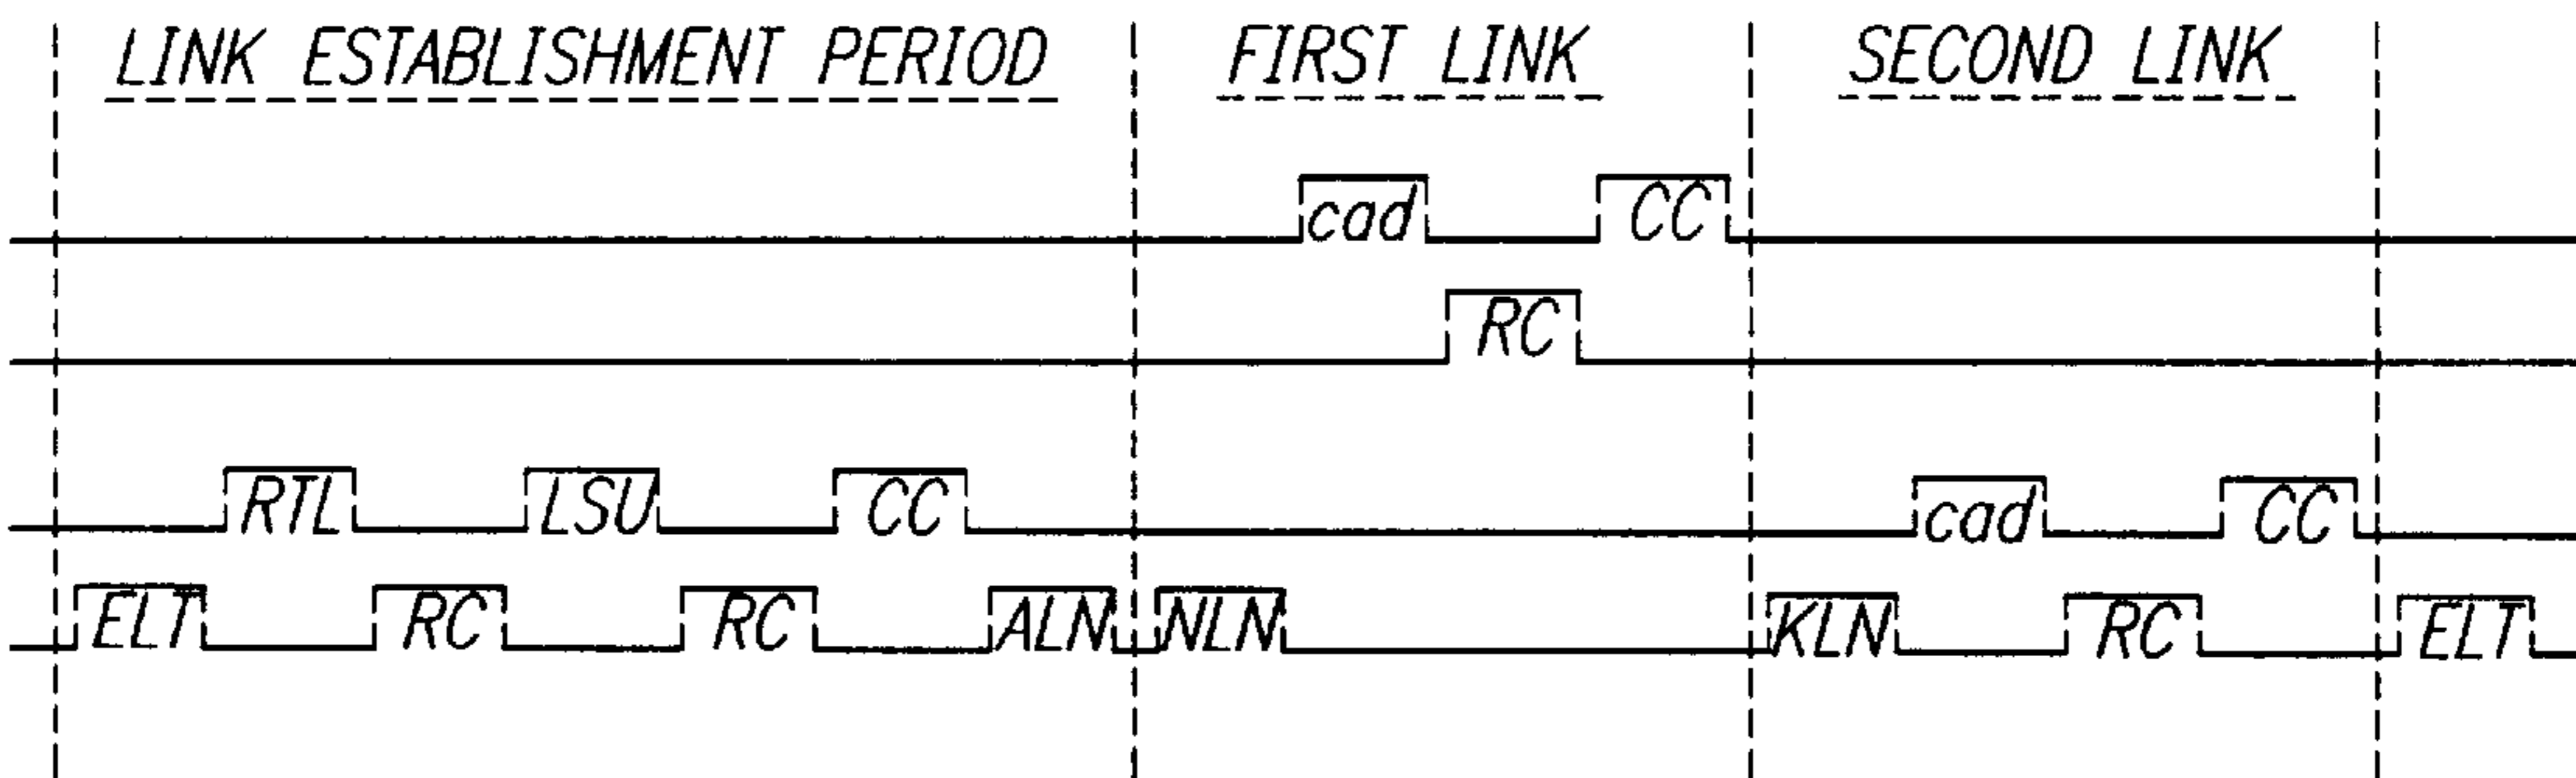 LINK ESTABLISHMENT PERIOD FIRST LINK SECOND LINK
cad CC
RC
RTL LSU CC cad CC
ELT RC RC ALN NLN KLN RC ELT